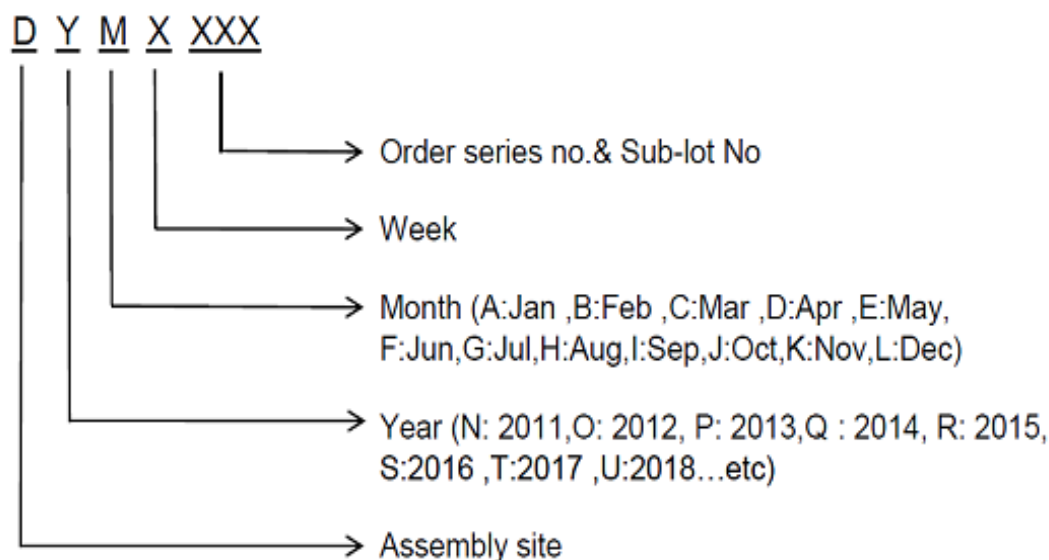 D Y M X XXX
Order series no.& Sub-lot No
Week
Month (A:Jan ,B:Feb ,C:Mar ,D:Apr ,E:May,
F:Jun,G:Jul,H:Aug,I:Sep,J:Oct,K:Nov,L:Dec)
Year (N: 2011,O: 2012, P: 2013,Q : 2014, R: 2015,
S:2016 ,T:2017 ,U:2018...etc)
Assembly site